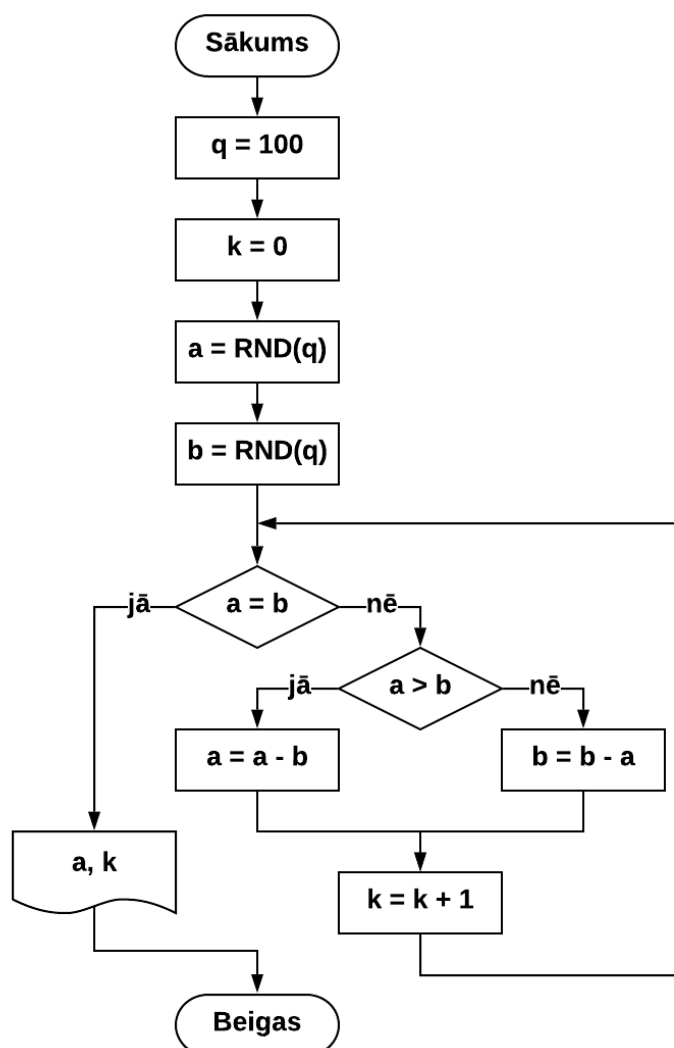 Sākums
q = 100
k = 0
a = RND(q)
b = RND(q)
jā
a = b
nē
jā
a > b
nē
a = a - b
b = b - a
a, k
k = k + 1
Beigas